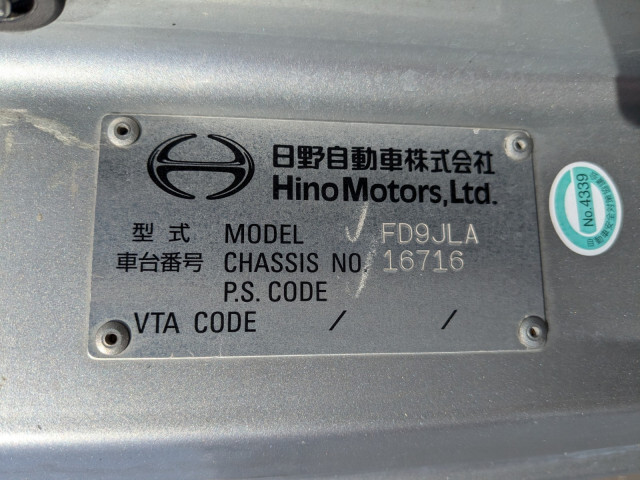 日野自動車株式会社
Hino Motors, Ltd.
型式 MODEL FD9JLA
車台番号 CHASSIS NO. 16716
P.S. CODE
VTA CODE / /
No.4339